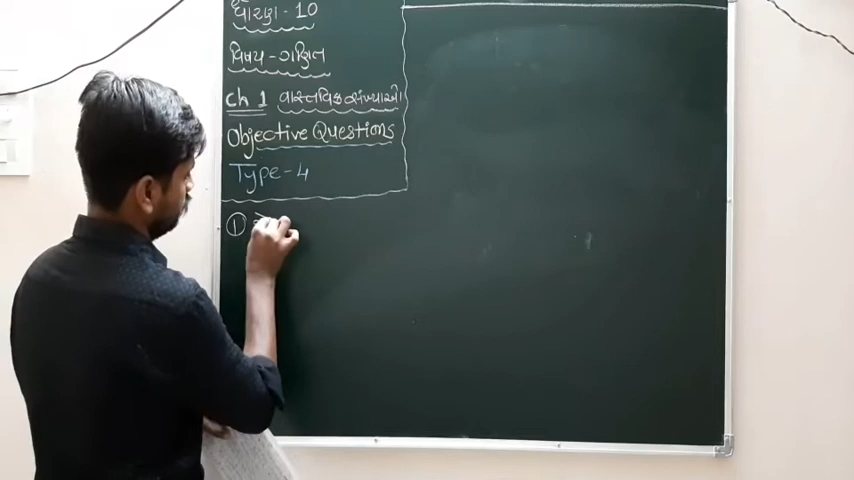 ધોરણ - 10
વિષય - ગણિત
Ch 1 વાસ્તવિક સંખ્યાઓ
Objective Questions
Type - 4
①